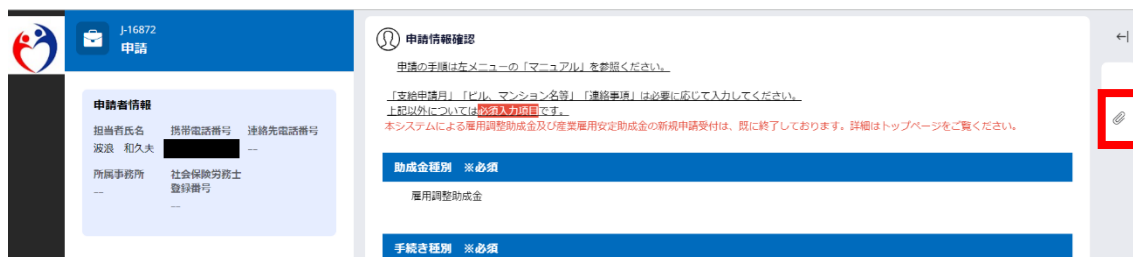 J-16872
申請
申請者情報
担当者氏名 携帯電話番号 連絡先電話番号
波浪 和久夫 --
所属事務所 社会保険労務士
登録番号
--
--
申請情報確認
申請の手順は左メニューの「マニュアル」を参照ください。
「支給申請月」「ビル、マンション名等」「連絡事項」は必要に応じて入力してください。
上記以外については必須入力項目です。
本システムによる雇用調整助成金及び産業雇用安定助成金の新規申請受付は、既に終了しております。詳細はトップページをご覧ください。
助成金種別 ※必須
雇用調整助成金
手続き種別 ※必須